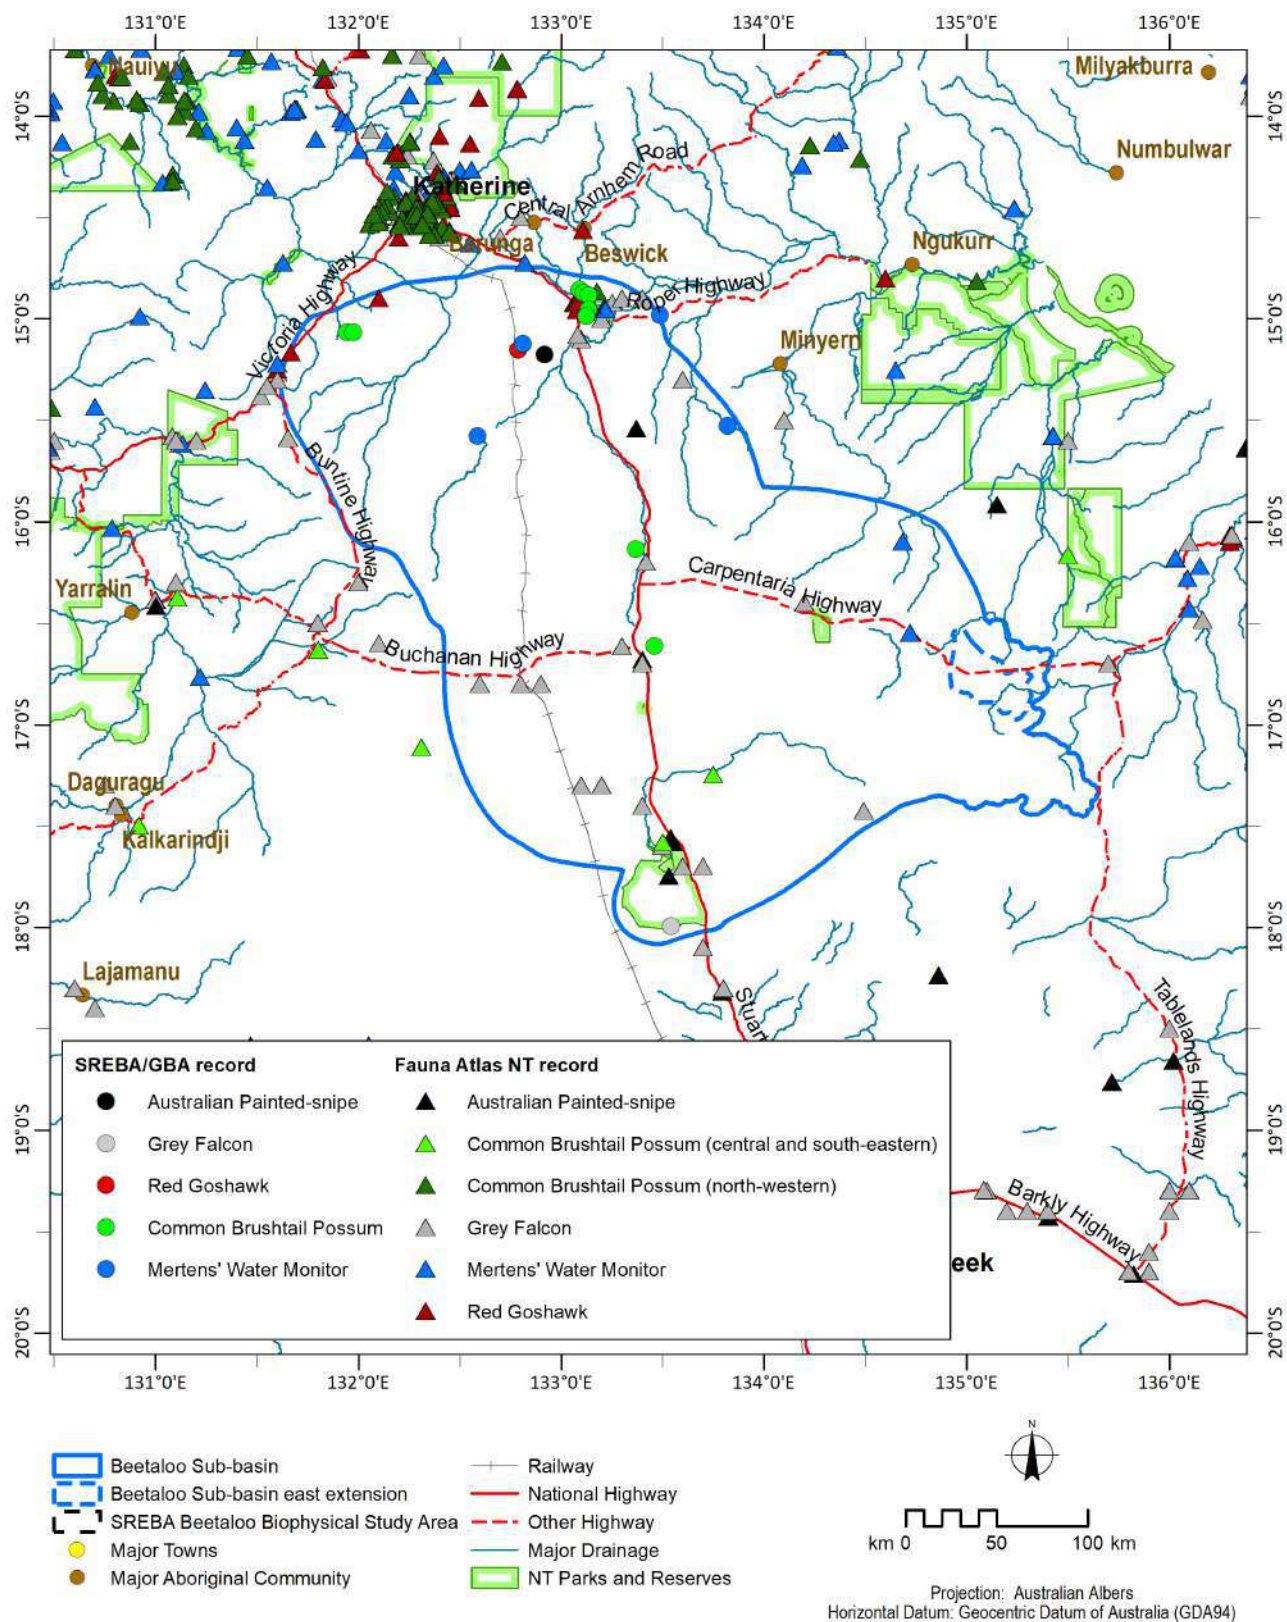 131°0'E 132°0'E 133°0'E 134°0'E 135°0'E 136°0'E
Nauiyu
Milyakburra
14°0'S 14°0'S
Numbulwar
Central Arnhem Road
Katherine
Barunga
Beswick
Ngukurr
Victoria Highway
Roper Highway
15°0'S 15°0'S
Minyerri
Buntine Highway
16°0'S 16°0'S
Carpentaria Highway
Yarralin
Buchanan Highway
17°0'S 17°0'S
Daguragu
Kalkarindji
18°0'S 18°0'S
Lajamanu
Stuart
Tablelands Highway
SREBA/GBA record
Australian Painted-snipe
Grey Falcon
Red Goshawk
Common Brushtail Possum
Mertens' Water Monitor
Fauna Atlas NT record
Australian Painted-snipe
Common Brushtail Possum (central and south-eastern)
Common Brushtail Possum (north-western)
Grey Falcon
Mertens' Water Monitor
Red Goshawk
19°0'S 19°0'S
Barkly Highway
eek
20°0'S 20°0'S
131°0'E 132°0'E 133°0'E 134°0'E 135°0'E 136°0'E
Beetaloo Sub-basin
Beetaloo Sub-basin east extension
SREBA Beetaloo Biophysical Study Area
Major Towns
Major Aboriginal Community
Railway
National Highway
Other Highway
Major Drainage
NT Parks and Reserves
N
km 0 50 100 km
Projection: Australian Albers
Horizontal Datum: Geocentric Datum of Australia (GDA94)